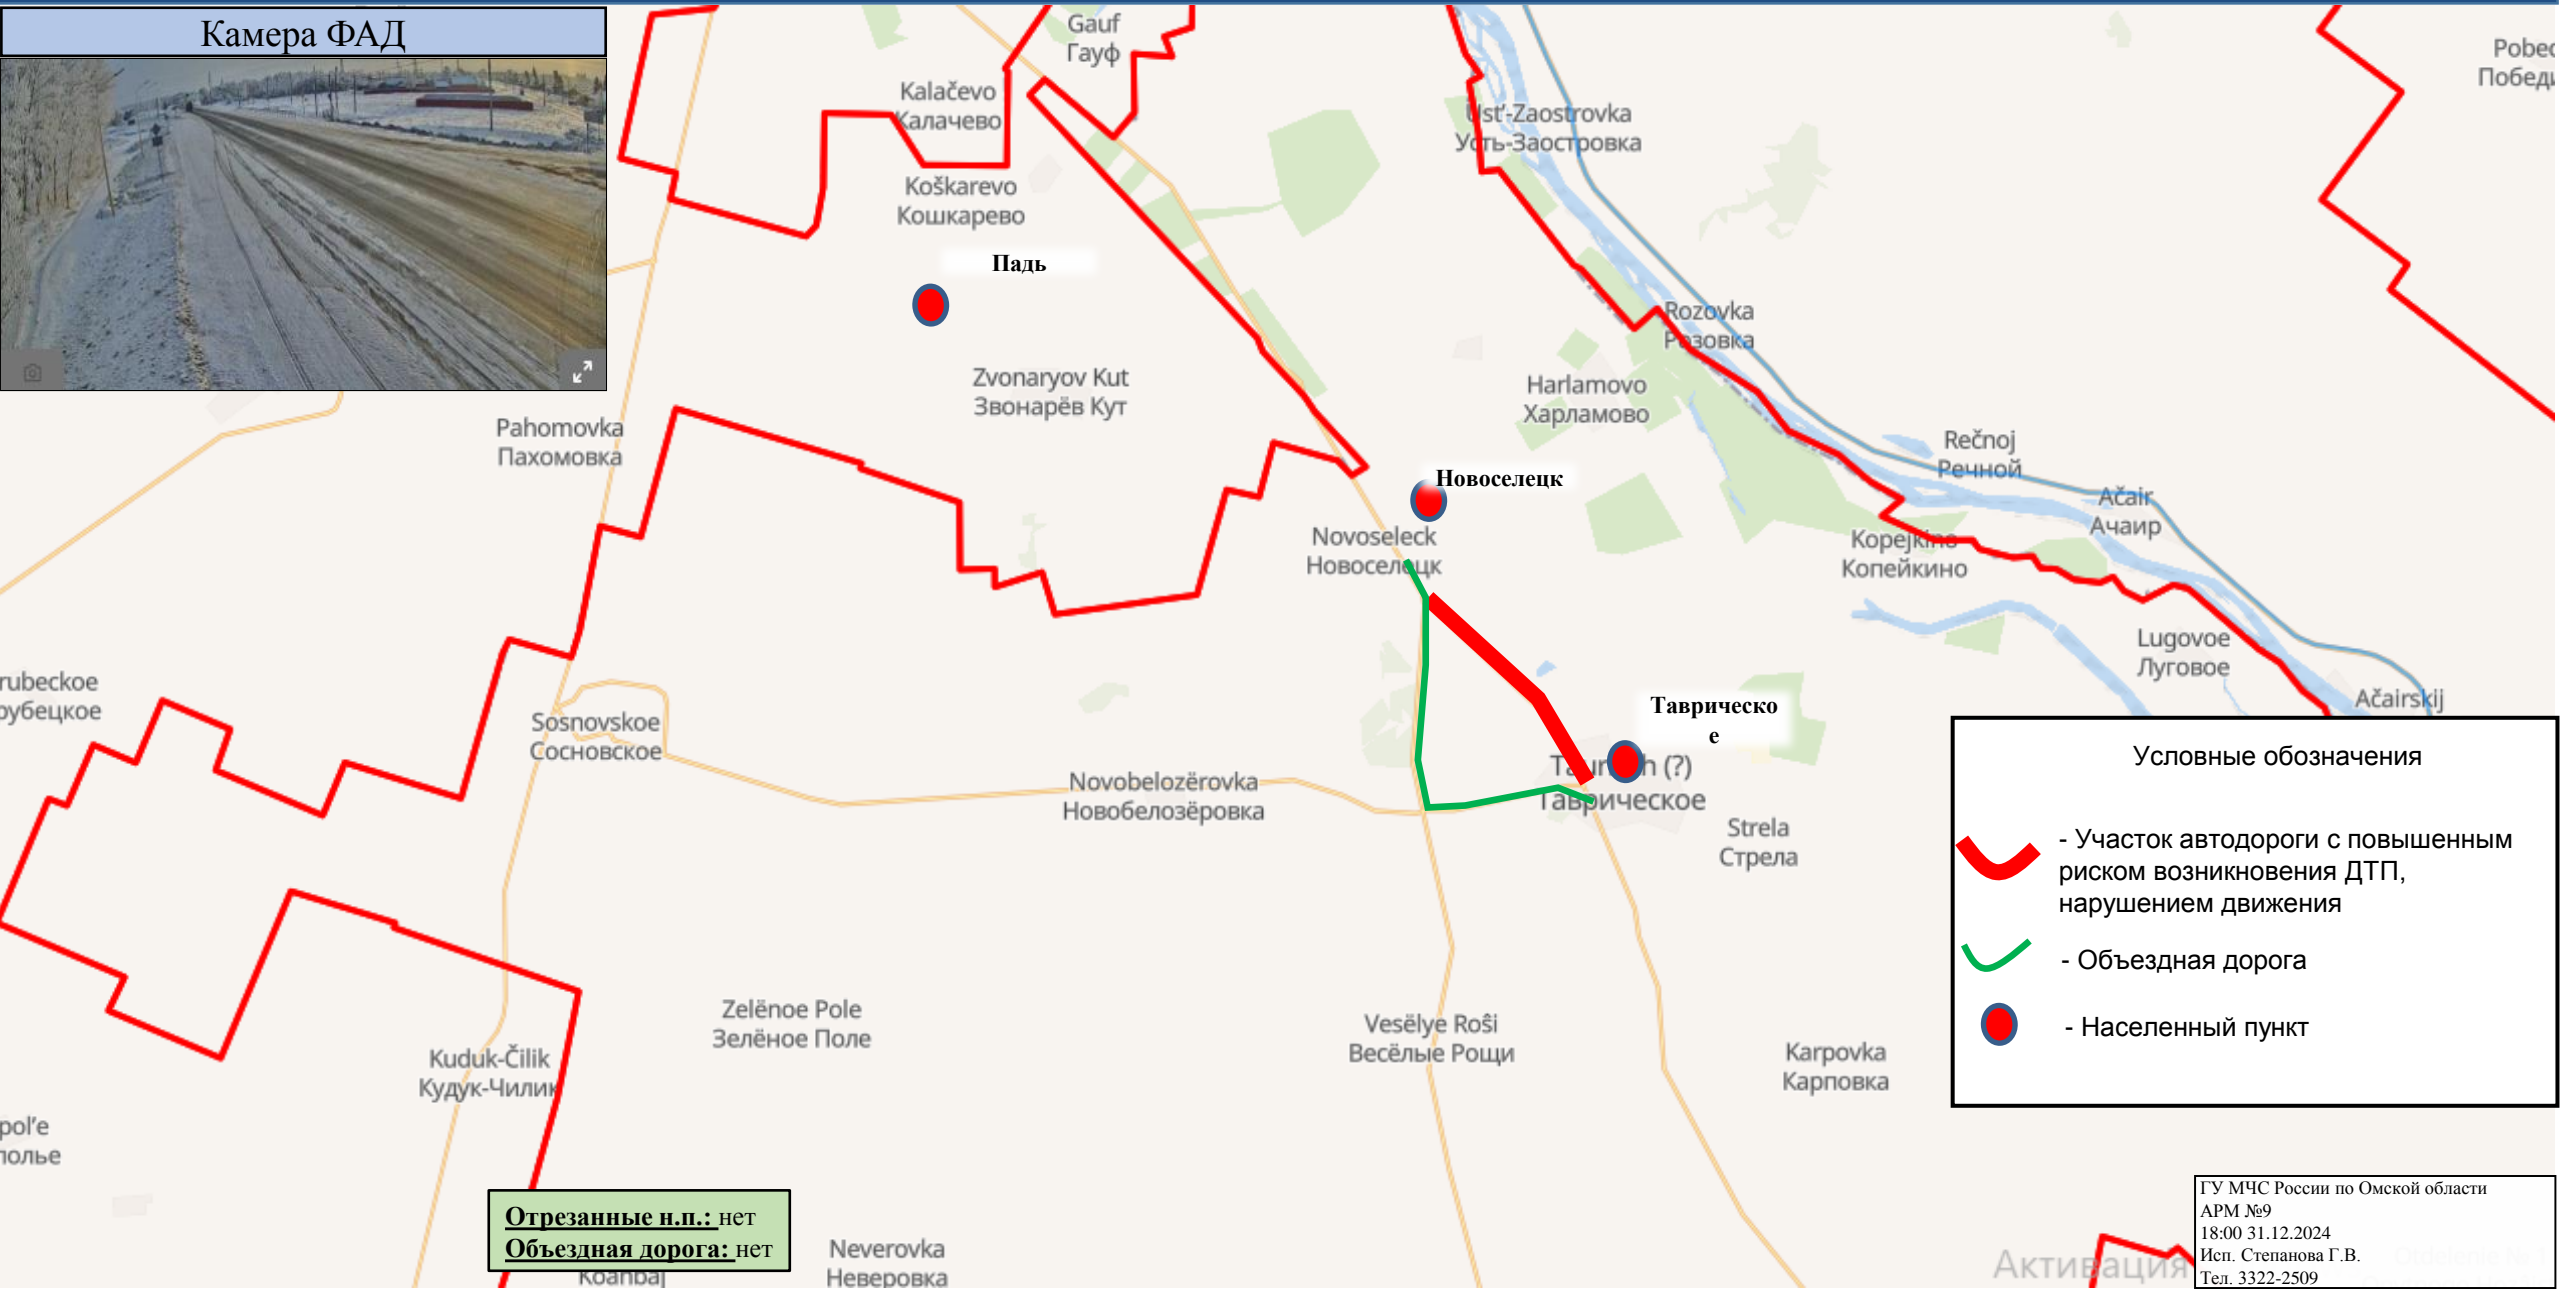 Камера ФАД
Gauf
Гауф
Kalačevo
Калачево
Koškarevo
Кошкарево
Падь
Zvonaryov Kut
Звонарёв Кут
Pahomovka
Пахомовка
Ust'-Zaostrovka
Усть-Заостровка
Rozovka
Розовка
Harlamovo
Харламово
Rečnoj
Речной
Ačair
Ачаир
Kopejkino
Копейкино
Lugovoe
Луговое
Ačairskij
Новоселецк
Novoseleck
Новоселецк
Sosnovskoe
Сосновское
Novobelozërovka
Новобелозёровка
Таврическо
е
(?)
Таврическое
Strela
Стрела
Zelënoe Pole
Зелёное Поле
Kuduk-Čilik
Кудук-Чилик
Vesëlye Roŝi
Весёлые Рощи
Karpovka
Карповка
Neverovka
Неверовка
Условные обозначения
- Участок автодороги с повышенным
риском возникновения ДТП,
нарушением движения
- Объездная дорога
- Населенный пункт
Отрезанные н.п.: нет
Объездная дорога: нет
Активация
ГУ МЧС России по Омской области
АРМ №9
18:00 31.12.2024
Исп. Степанова Г.В.
Тел. 3322-2509